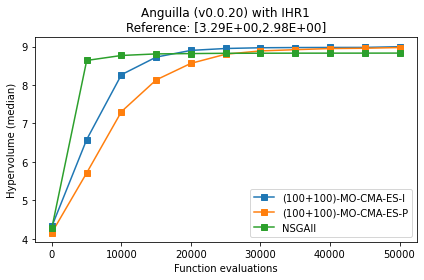 Anguilla (v0.0.20) with IHR1
Reference: [3.29E+00,2.98E+00]
Hypervolume (median)
9
8
7
6
5
4
0
10000
20000
30000
40000
50000
Function evaluations
(100+100)-MO-CMA-ES-I
(100+100)-MO-CMA-ES-P
NSGAII